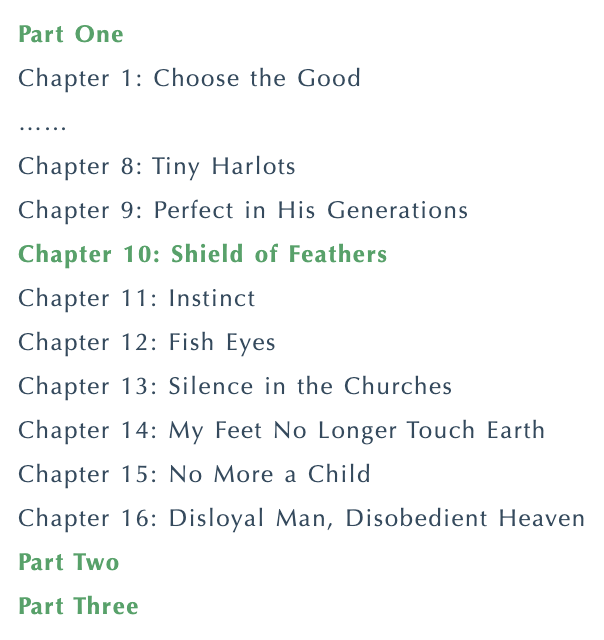 Part One
Chapter 1: Choose the Good
……
Chapter 8: Tiny Harlots
Chapter 9: Perfect in His Generations
Chapter 10: Shield of Feathers
Chapter 11: Instinct
Chapter 12: Fish Eyes
Chapter 13: Silence in the Churches
Chapter 14: My Feet No Longer Touch Earth
Chapter 15: No More a Child
Chapter 16: Disloyal Man, Disobedient Heaven
Part Two
Part Three